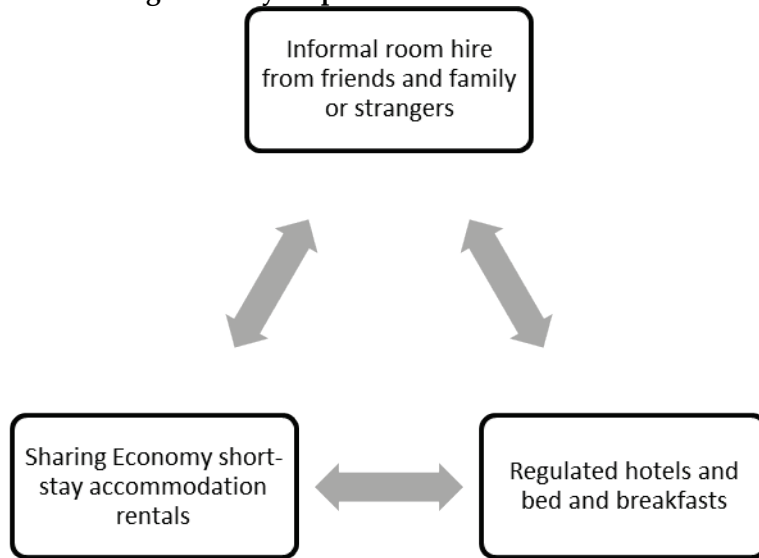 Informal room hire
from friends and family
or strangers
Sharing Economy short-
stay accommodation
rentals
Regulated hotels and
bed and breakfasts